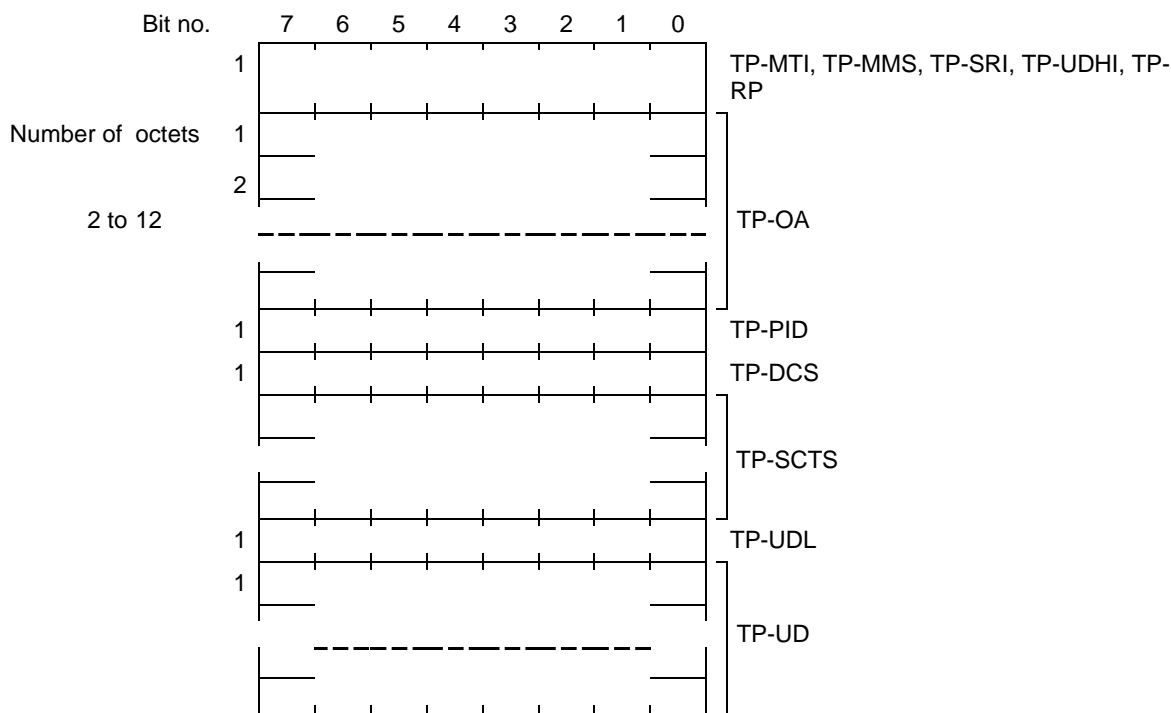 Bit no. 7 6 5 4 3 2 1 0
1 TP-MTI, TP-MMS, TP-SRI, TP-UDHI, TP-
RP
Number of octets 1
2
2 to 12 TP-OA
1 TP-PID
1 TP-DCS
TP-SCTS
1 TP-UDL
1
TP-UD